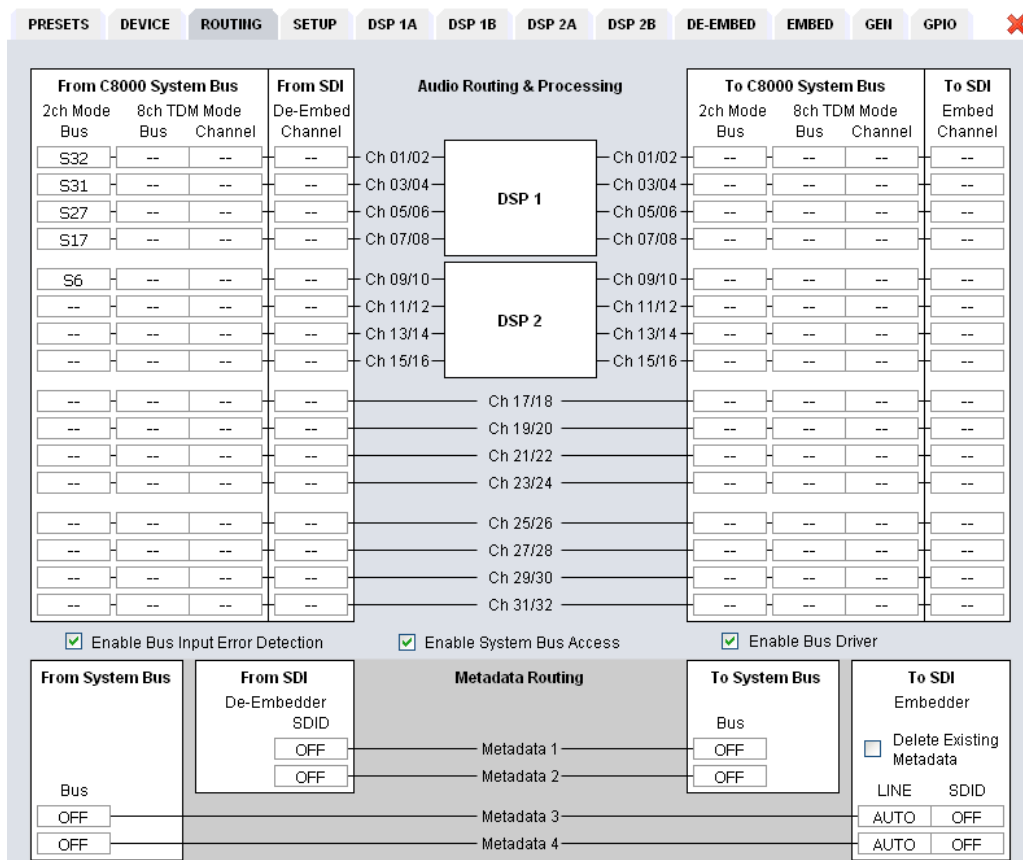 PRESETS DEVICE ROUTING SETUP DSP 1A DSP 1B DSP 2A DSP 2B DE-EMBED EMBED GEN GPIO
From C8000 System Bus From SDI Audio Routing & Processing To C8000 System Bus To SDI
2ch Mode 8ch TDM Mode De-Embed 2ch Mode 8ch TDM Mode Embed
Bus Bus Channel Channel Bus Bus Channel Channel
S32 -- -- -- Ch 01/02 Ch 01/02 -- -- -- --
S31 -- -- -- Ch 03/04 Ch 03/04 -- -- -- --
DSP 1
S27 -- -- -- Ch 05/06 Ch 05/06 -- -- -- --
S17 -- -- -- Ch 07/08 Ch 07/08 -- -- -- --
S6 -- -- -- Ch 09/10 Ch 09/10 -- -- -- --
-- -- -- -- Ch 11/12 Ch 11/12 -- -- -- --
DSP 2
-- -- -- -- Ch 13/14 Ch 13/14 -- -- -- --
-- -- -- -- Ch 15/16 Ch 15/16 -- -- -- --
-- -- -- -- Ch 17/18 -- -- -- --
-- -- -- -- Ch 19/20 -- -- -- --
-- -- -- -- Ch 21/22 -- -- -- --
-- -- -- -- Ch 23/24 -- -- -- --
-- -- -- -- Ch 25/26 -- -- -- --
-- -- -- -- Ch 27/28 -- -- -- --
-- -- -- -- Ch 29/30 -- -- -- --
-- -- -- -- Ch 31/32 -- -- -- --
Enable Bus Input Error Detection Enable System Bus Access Enable Bus Driver
From System Bus From SDI Metadata Routing To System Bus To SDI
De-Embedder Embedder
SDID Bus
OFF Metadata 1 OFF Delete Existing
Metadata
OFF Metadata 2 OFF
Bus LINE SDID
OFF Metadata 3 AUTO OFF
OFF Metadata 4 AUTO OFF